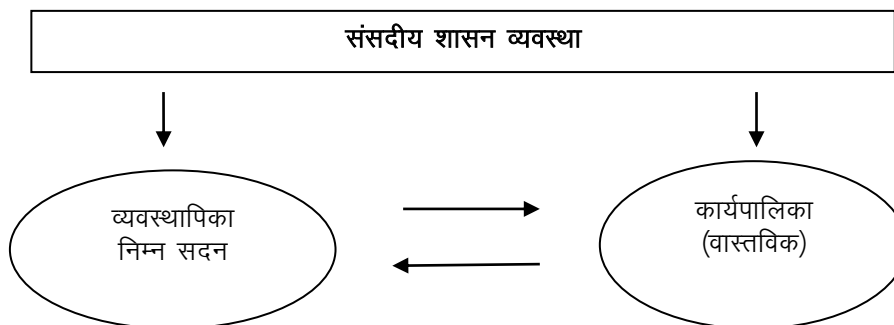 संसदीय शासन व्यवस्था
व्यवस्थापिका
निम्न सदन
कार्यपालिका
(वास्तविक)